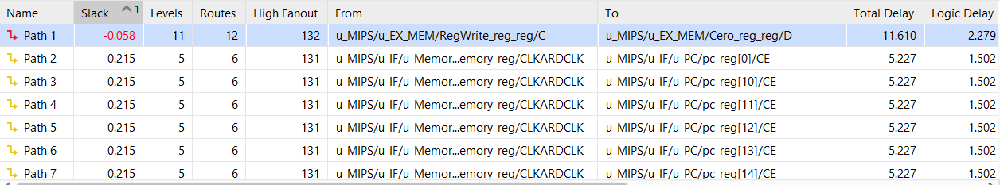 Name Slack 1 Levels Routes High Fanout From To Total Delay Logic Delay
Path 1 -0.058 11 12 132 u_MIPS/u_EX_MEM/RegWrite_reg_reg/C u_MIPS/u_EX_MEM/Cero_reg_reg/D 11.610 2.279
Path 2 0.215 5 6 131 u_MIPS/u_IF/u_Memor...emory_reg/CLKARDCLK u_MIPS/u_IF/u_PC/pc_reg[0]/CE 5.227 1.502
Path 3 0.215 5 6 131 u_MIPS/u_IF/u_Memor...emory_reg/CLKARDCLK u_MIPS/u_IF/u_PC/pc_reg[10]/CE 5.227 1.502
Path 4 0.215 5 6 131 u_MIPS/u_IF/u_Memor...emory_reg/CLKARDCLK u_MIPS/u_IF/u_PC/pc_reg[11]/CE 5.227 1.502
Path 5 0.215 5 6 131 u_MIPS/u_IF/u_Memor...emory_reg/CLKARDCLK u_MIPS/u_IF/u_PC/pc_reg[12]/CE 5.227 1.502
Path 6 0.215 5 6 131 u_MIPS/u_IF/u_Memor...emory_reg/CLKARDCLK u_MIPS/u_IF/u_PC/pc_reg[13]/CE 5.227 1.502
Path 7 0.215 5 6 131 u_MIPS/u_IF/u_Memor...emory_reg/CLKARDCLK u_MIPS/u_IF/u_PC/pc_reg[14]/CE 5.227 1.502